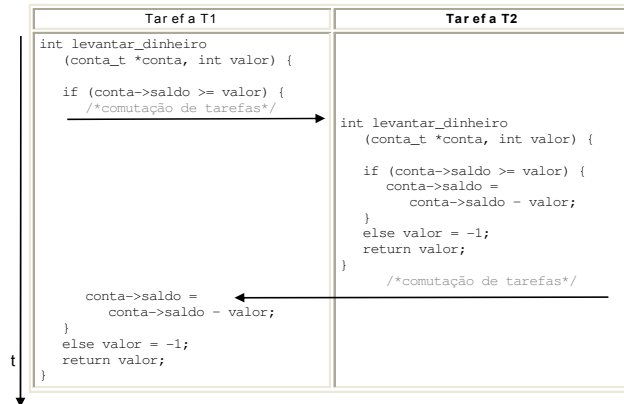 Tarefa T1
Tarefa T2
int levantar_dinheiro
(conta_t *conta, int valor) {
if (conta->saldo >= valor) {
/*comutação de tarefas*/
int levantar_dinheiro
(conta_t *conta, int valor) {
if (conta->saldo >= valor) {
conta->saldo =
conta->saldo - valor;
}
else valor = -1;
return valor;
}
/*comutação de tarefas*/
conta->saldo =
conta->saldo - valor;
}
else valor = -1;
return valor;
}
t